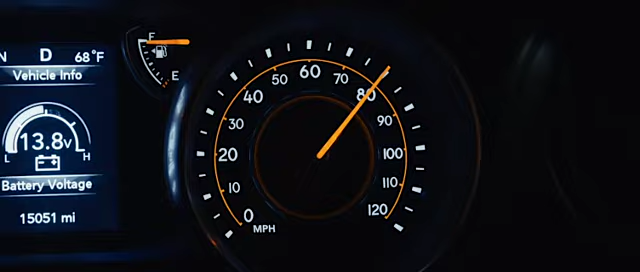 N D 68°F
Vehicle Info
13.8v
L H
Battery Voltage
15051 mi
F
E
0
10
20
30
40
50
60
70
80
90
100
110
120
MPH